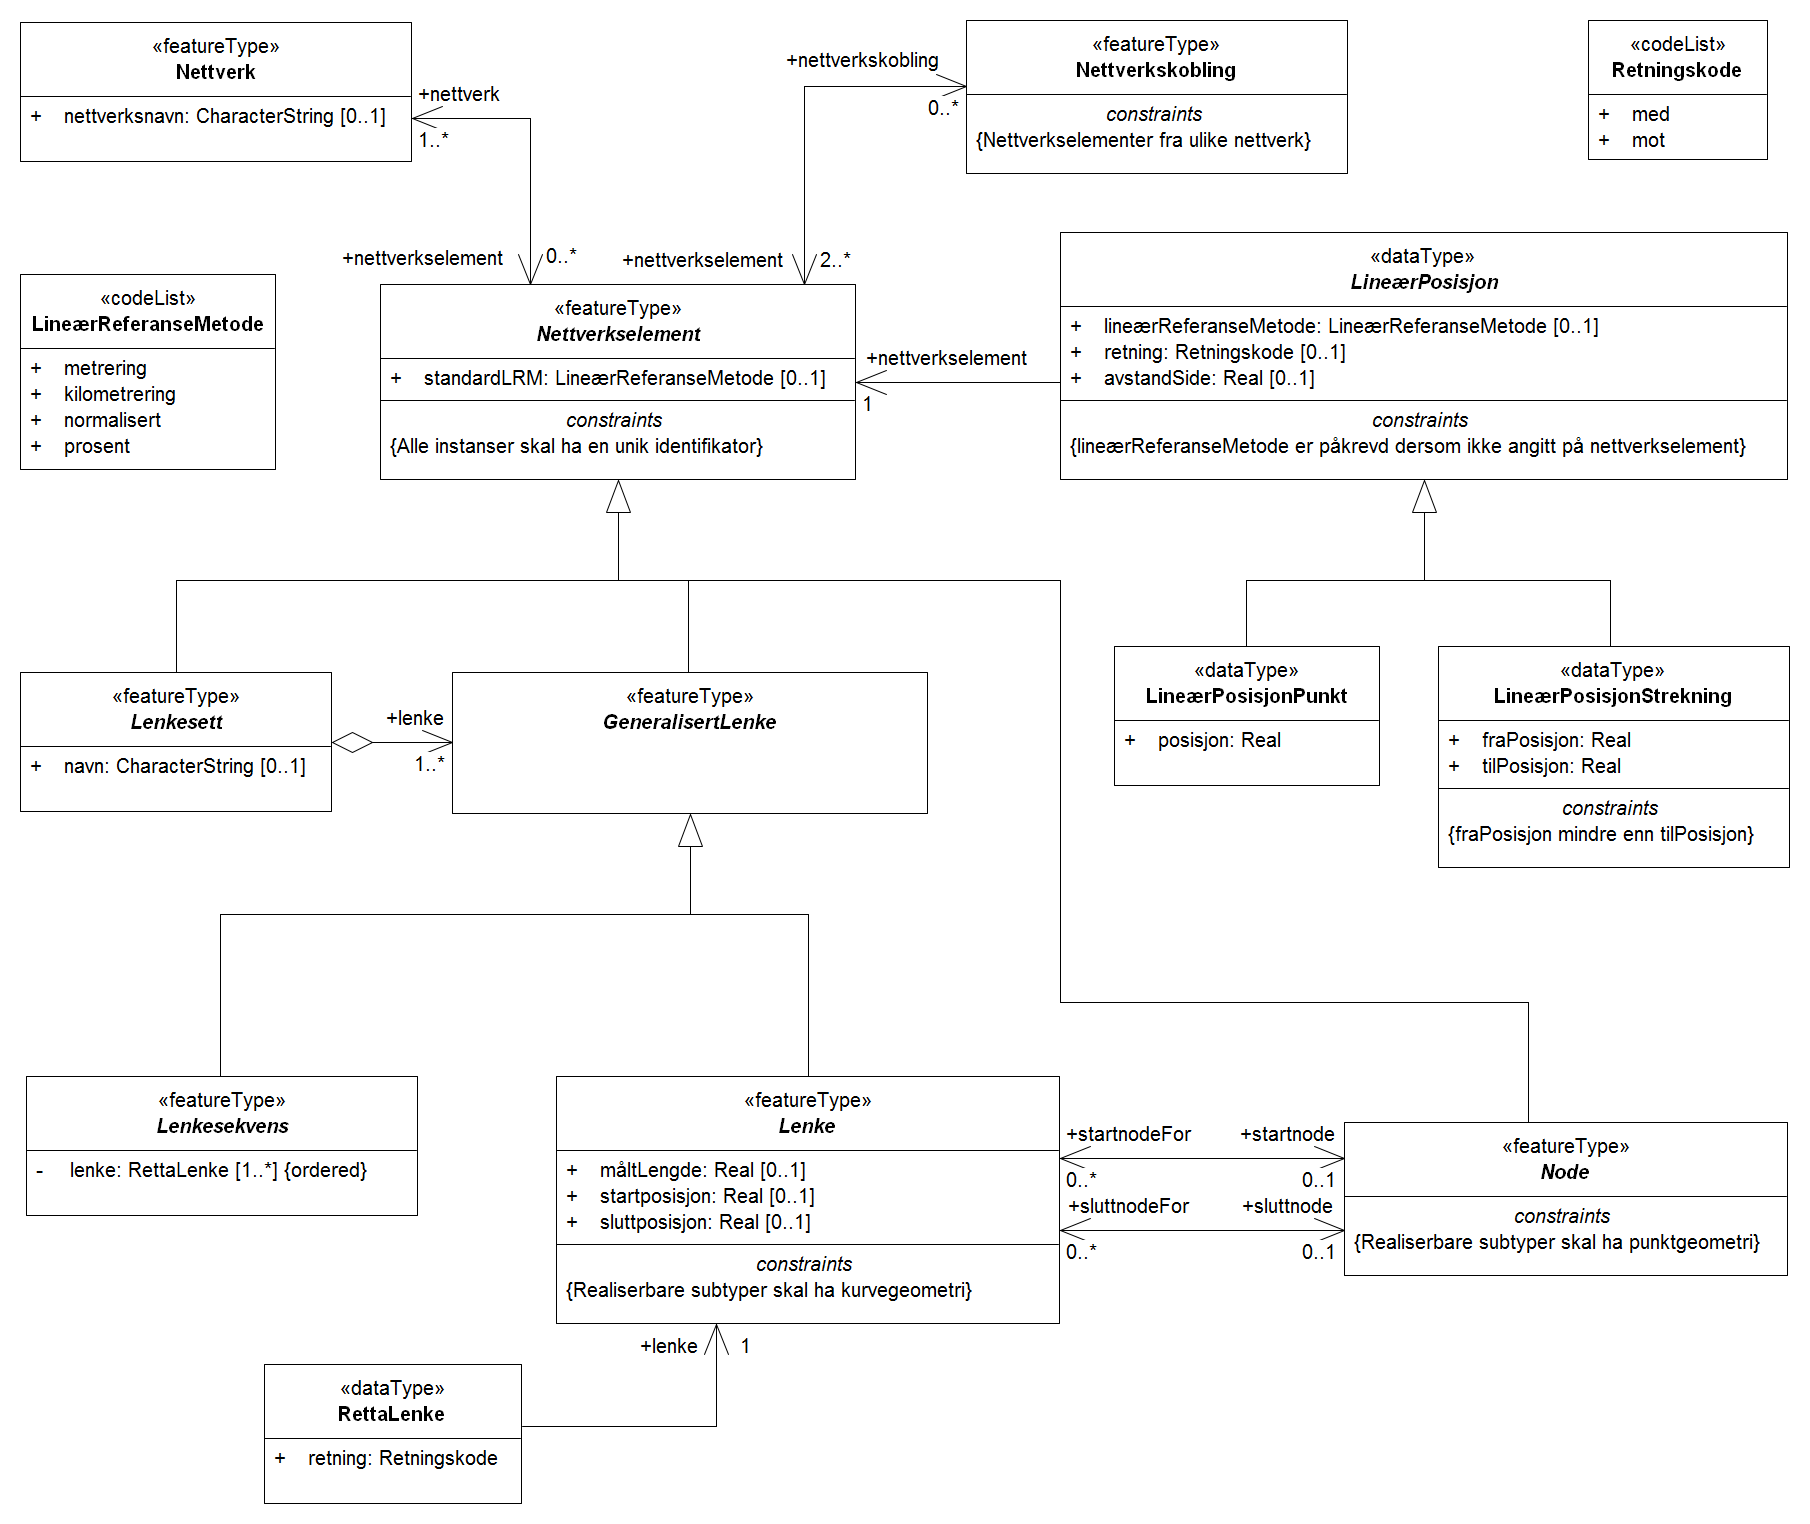 «featureType»
Nettverk
+ nettverksnavn: CharacterString [0..1]
+nettverk
1..*
+nettverkskobling
0..*
«featureType»
Nettverkskobling
constraints
{Nettverkselementer fra ulike nettverk}
«codeList»
Retningskode
+ med
+ mot
+nettverkselement
0..*
+nettverkselement
2..*
«codeList»
LineærReferanseMetode
+ metrering
+ kilometrering
+ normalisert
+ prosent
«featureType»
Nettverkselement
+ standardLRM: LineærReferanseMetode [0..1]
constraints
{Alle instanser skal ha en unik identifikator}
+nettverkselement
1
«dataType»
LineærPosisjon
+ lineærReferanseMetode: LineærReferanseMetode [0..1]
+ retning: Retningskode [0..1]
+ avstandSide: Real [0..1]
constraints
{lineærReferanseMetode er påkrevd dersom ikke angitt på nettverkselement}
«featureType»
Lenkesett
+ navn: CharacterString [0..1]
+lenke
1..*
«featureType»
GeneralisertLenke
«dataType»
LineærPosisjonPunkt
+ posisjon: Real
«dataType»
LineærPosisjonStrekning
+ fraPosisjon: Real
+ tilPosisjon: Real
constraints
{fraPosisjon mindre enn tilPosisjon}
«featureType»
Lenkesekvens
- lenke: RettaLenke [1..*] {ordered}
«featureType»
Lenke
+ måltLengde: Real [0..1]
+ startposisjon: Real [0..1]
+ sluttposisjon: Real [0..1]
constraints
{Realiserbare subtyper skal ha kurvegeometri}
+startnodeFor
+startnode
0..*
0..1
+sluttnodeFor
+sluttnode
0..*
0..1
«featureType»
Node
constraints
{Realiserbare subtyper skal ha punktgeometri}
+lenke
1
«dataType»
RettaLenke
+ retning: Retningskode